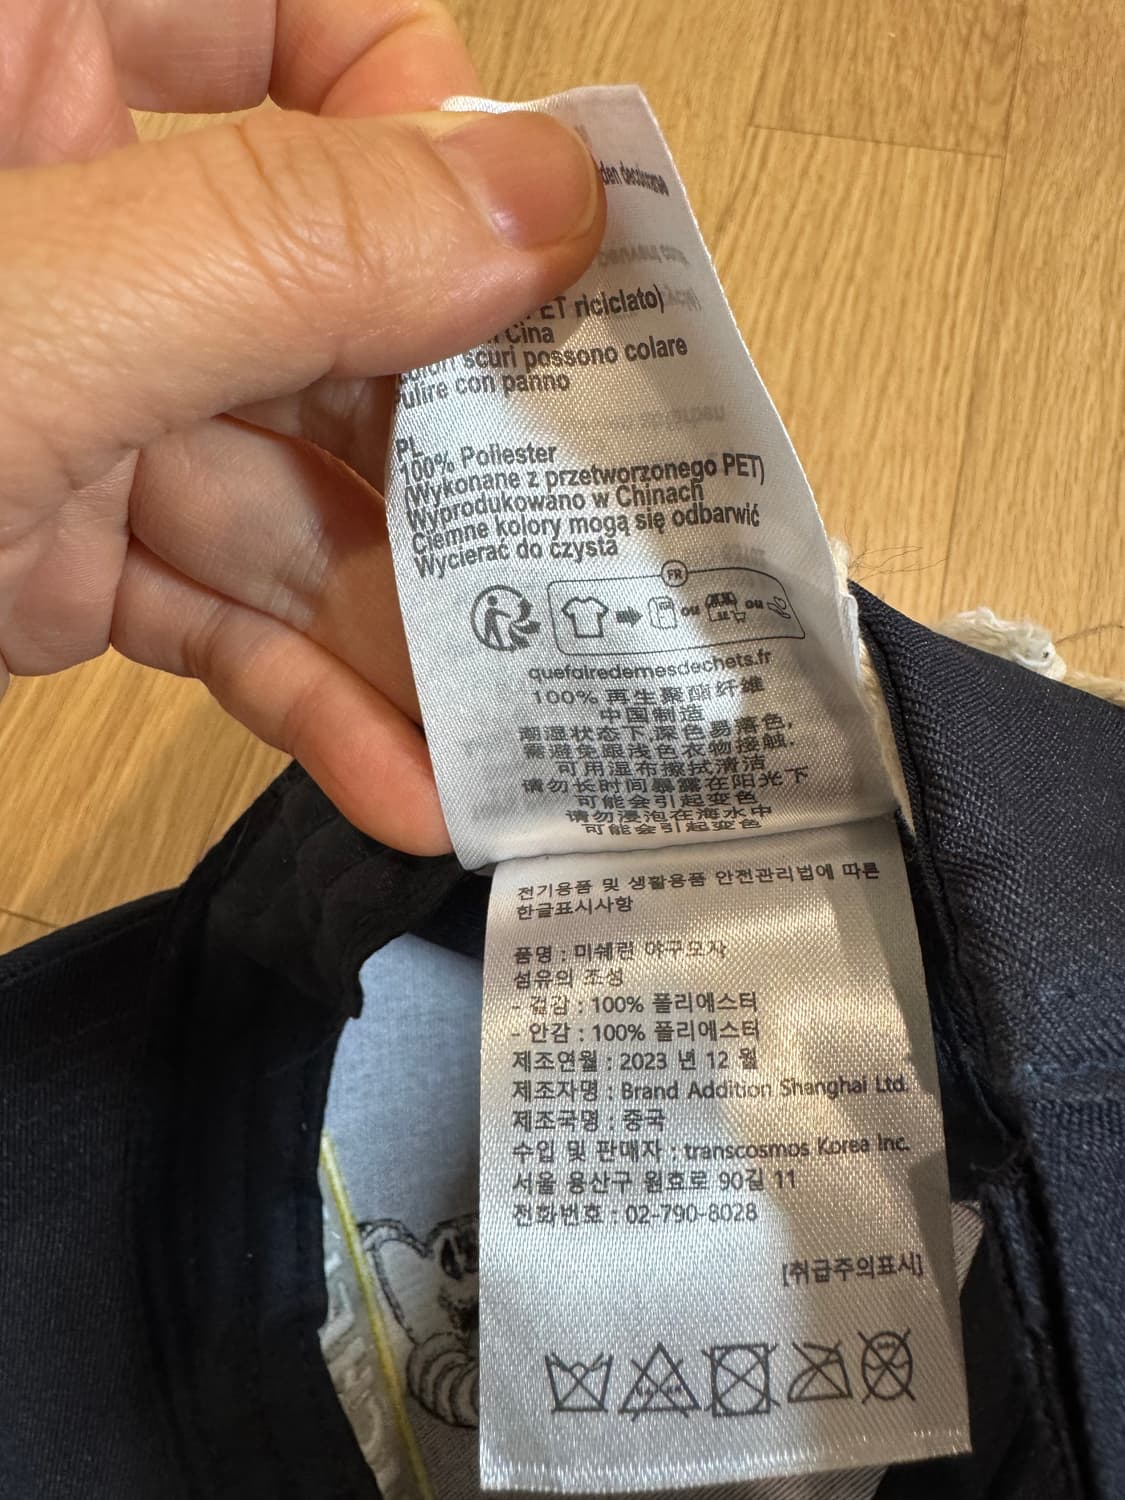 den
ET riciclato)
Cina
scuri possono colare
Pulire con panno
PL
100% Poliester
(Wykonane z przetworzonego PET)
Wyprodukowano w Chinach
Ciemne kolory mogą się odbarwić
Wycierać do czysta
FR
ou ou
quefairedemesdechets.fr
100% 再生聚酯纤维
中国制造
潮湿状态下,深色易落色,
需避免跟浅色衣物接触.
可用湿布擦拭清洁
请勿长时间暴露在阳光下
可能会引起变色
请勿浸泡在海水中
可能会引起变色
전기용품 및 생활용품 안전관리법에 따른
한글표시사항
품명 : 미쉐린 야구모자
섬유의 조성
- 겉감 : 100% 폴리에스터
- 안감 : 100% 폴리에스터
제조연월 : 2023 년 12 월
제조자명 : Brand Addition Shanghai Ltd.
제조국명 : 중국
수입 및 판매자 : transcosmos Korea Inc.
서울 용산구 원효로 90길 11
전화번호 : 02-790-8028
[취급주의표시]